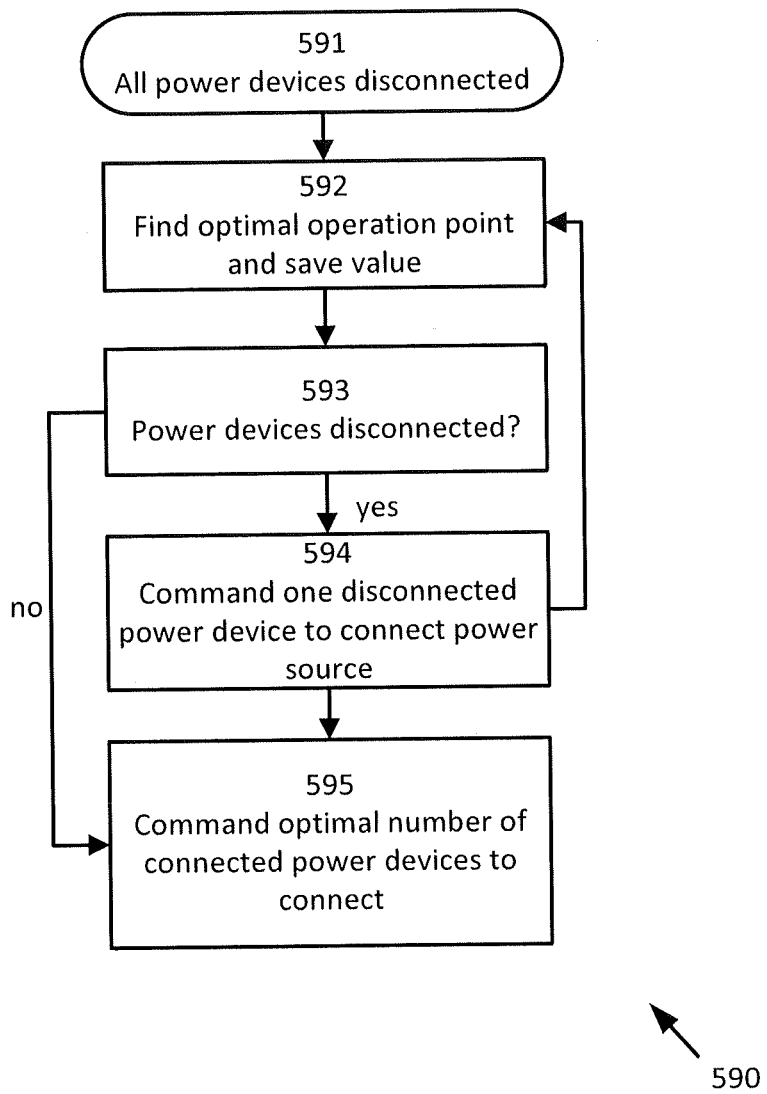 591
All power devices disconnected
592
Find optimal operation point
and save value
593
Power devices disconnected?
yes
594
Command one disconnected
power device to connect power
source
no
595
Command optimal number of
connected power devices to
connect
590